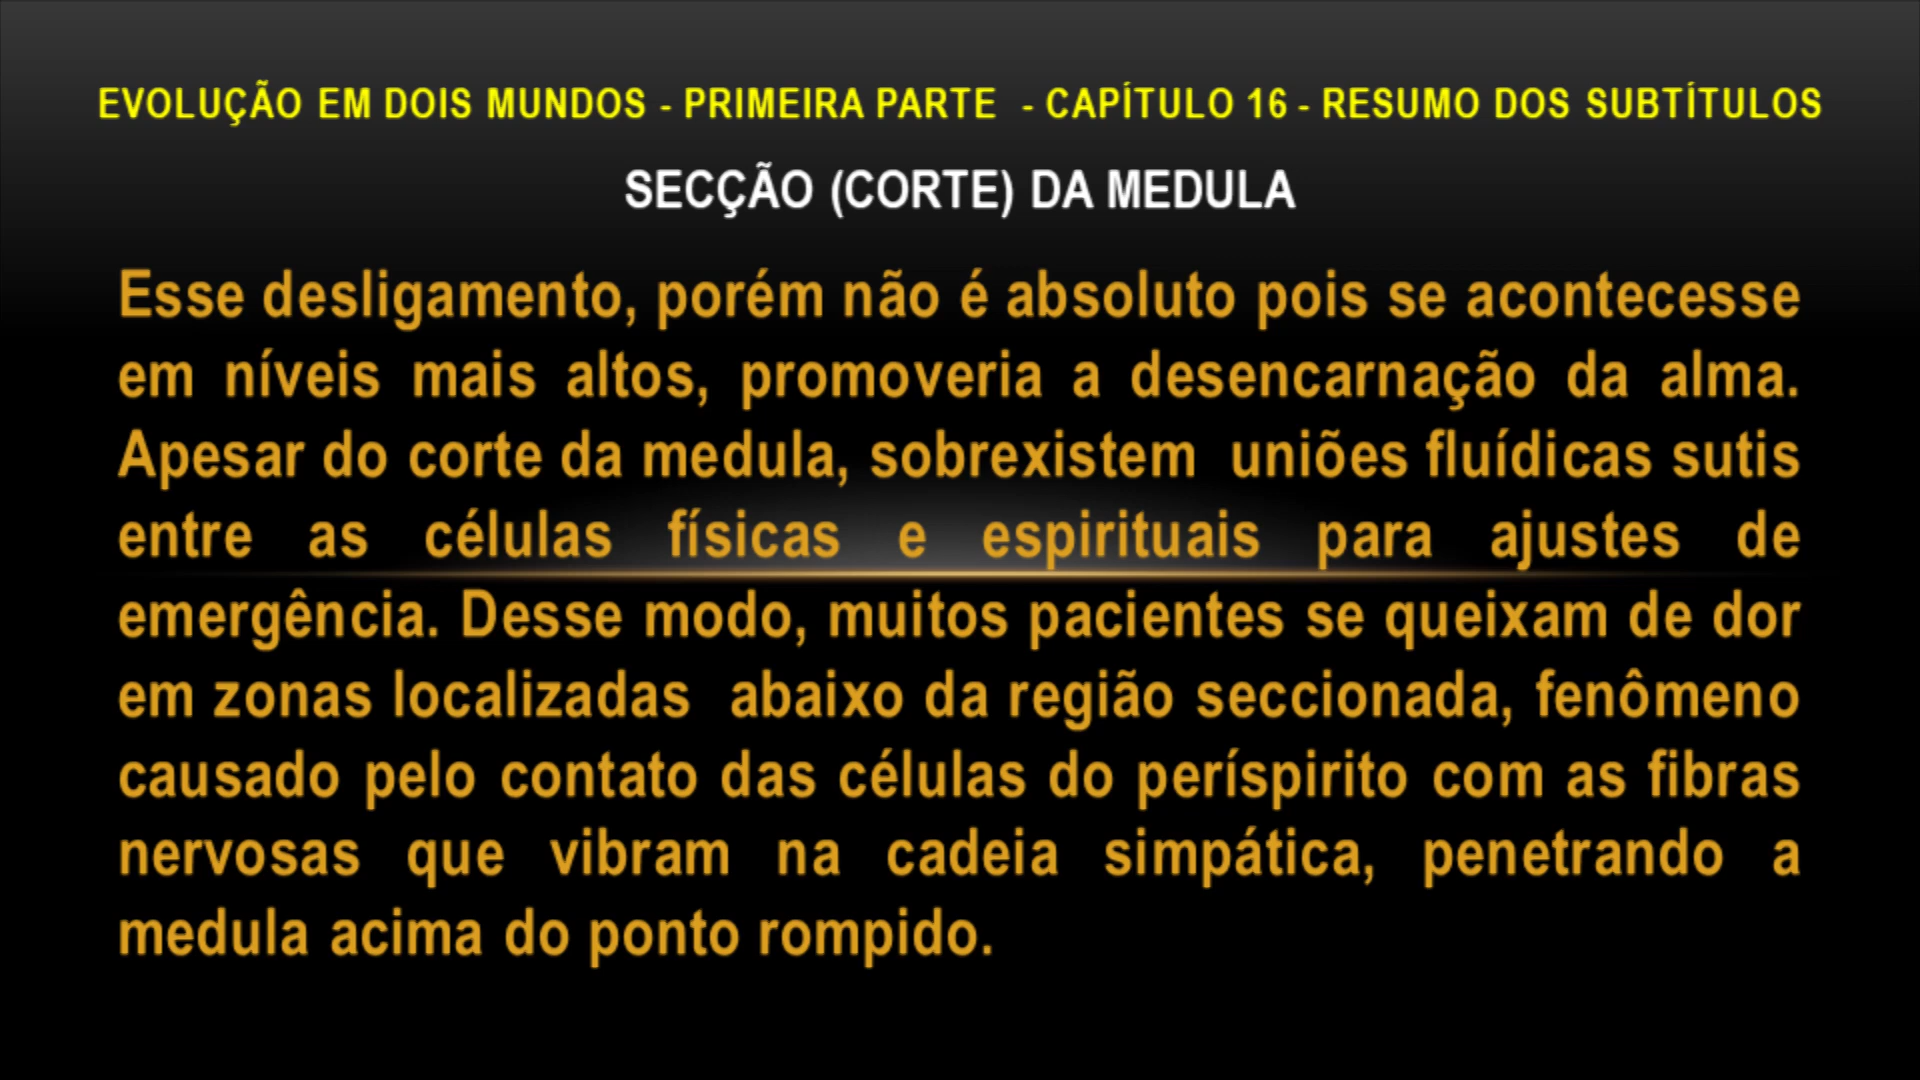 EVOLUÇÃO EM DOIS MUNDOS - PRIMEIRA PARTE - CAPÍTULO 16 - RESUMO DOS SUBTÍTULOS
SECÇÃO (CORTE) DA MEDULA
Esse desligamento, porém não é absoluto pois se acontecesse
em níveis mais altos, promoveria a desencarnação da alma.
Apesar do corte da medula, sobrexistem uniões fluídicas sutis
entre as células físicas e espirituais para ajustes de
emergência. Desse modo, muitos pacientes se queixam de dor
em zonas localizadas abaixo da região seccionada, fenômeno
causado pelo contato das células do períspirito com as fibras
nervosas que vibram na cadeia simpática, penetrando a
medula acima do ponto rompido.